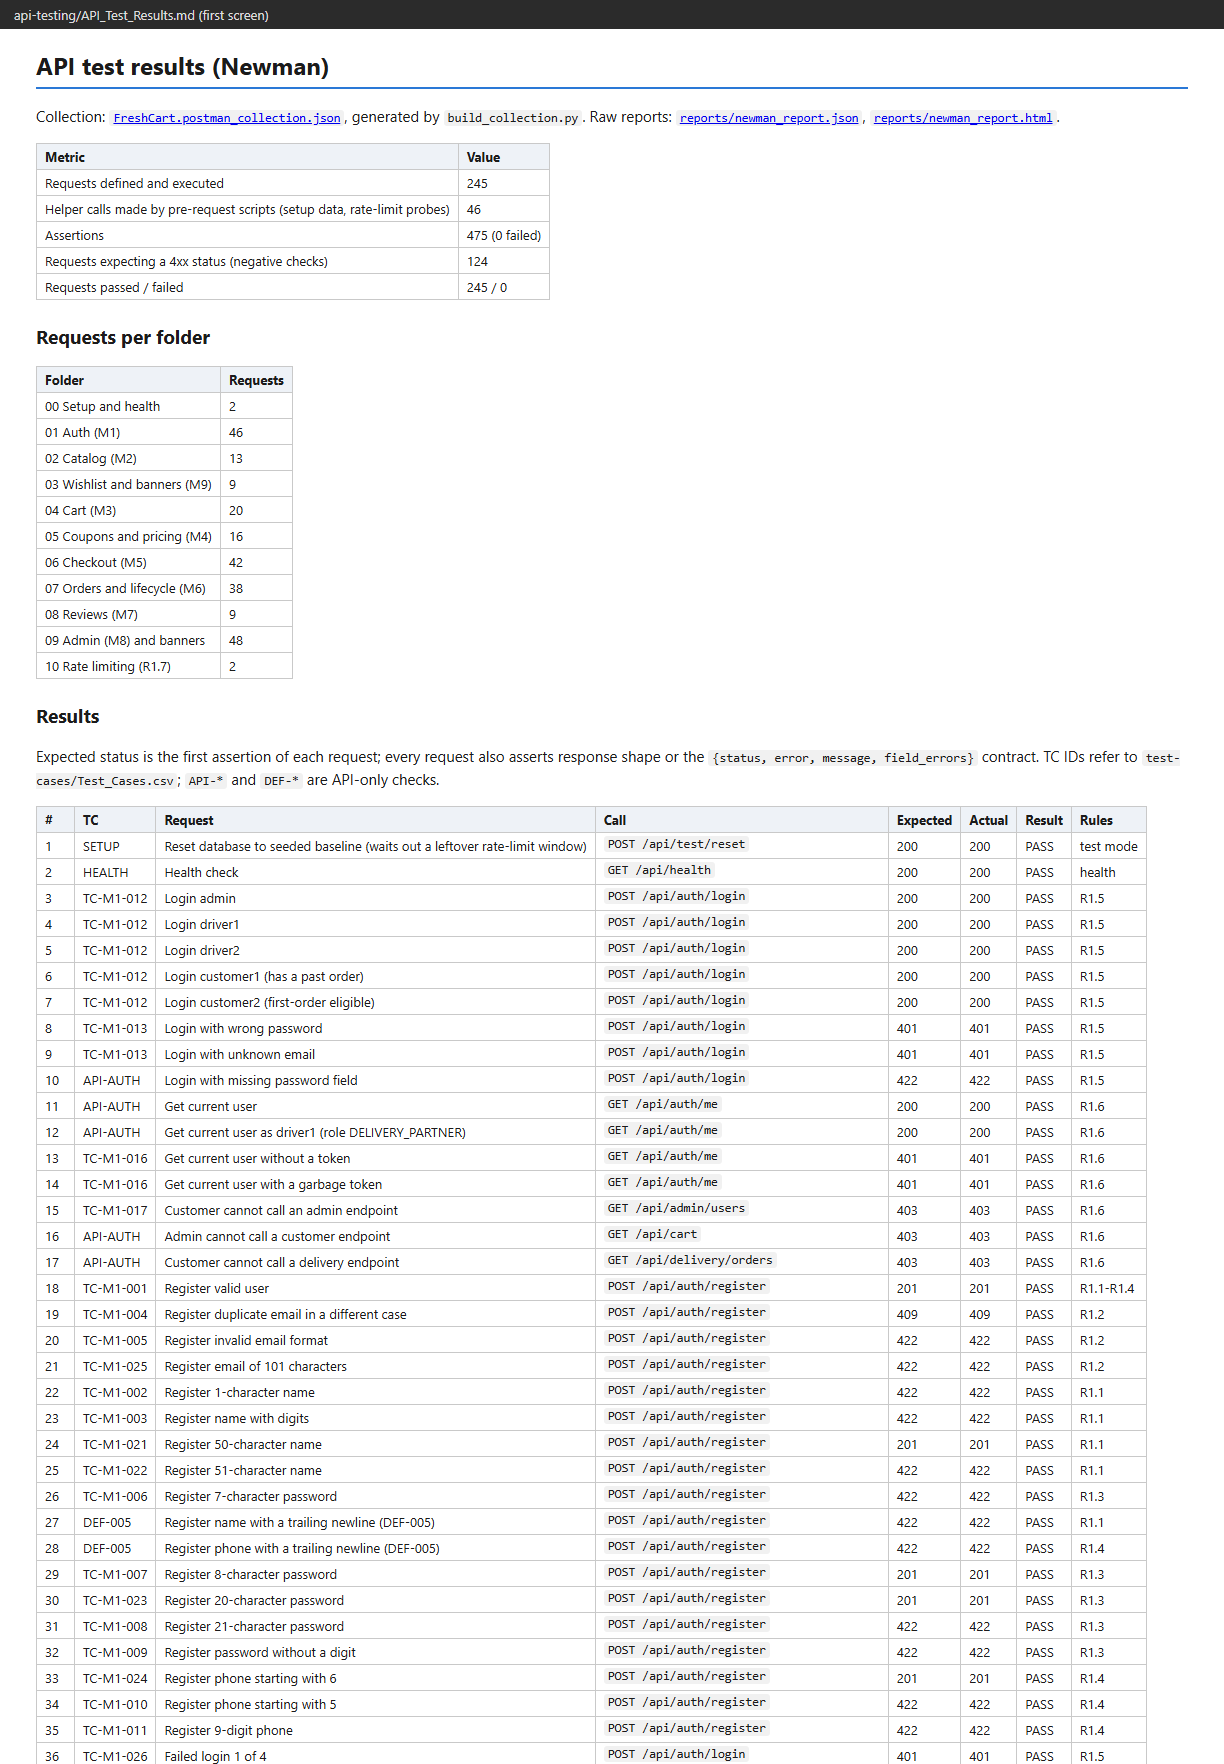 api-testing/API_Test_Results.md (first screen)
API test results (Newman)
Collection: FreshCart.postman_collection.json, generated by build_collection.py. Raw reports: reports/newman_report.json, reports/newman_report.html.
Metric Value
Requests defined and executed 245
Helper calls made by pre-request scripts (setup data, rate-limit probes) 46
Assertions 475 (0 failed)
Requests expecting a 4xx status (negative checks) 124
Requests passed / failed 245 / 0
Requests per folder
Folder Requests
00 Setup and health 2
01 Auth (M1) 46
02 Catalog (M2) 13
03 Wishlist and banners (M9) 9
04 Cart (M3) 20
05 Coupons and pricing (M4) 16
06 Checkout (M5) 42
07 Orders and lifecycle (M6) 38
08 Reviews (M7) 9
09 Admin (M8) and banners 48
10 Rate limiting (R1.7) 2
Results
Expected status is the first assertion of each request; every request also asserts response shape or the {status, error, message, field_errors} contract. TC IDs refer to test-
cases/Test_Cases.csv; API-* and DEF-* are API-only checks.
# TC Request Call Expected Actual Result Rules
1 SETUP Reset database to seeded baseline (waits out a leftover rate-limit window) POST /api/test/reset 200 200 PASS test mode
2 HEALTH Health check GET /api/health 200 200 PASS health
3 TC-M1-012 Login admin POST /api/auth/login 200 200 PASS R1.5
4 TC-M1-012 Login driver1 POST /api/auth/login 200 200 PASS R1.5
5 TC-M1-012 Login driver2 POST /api/auth/login 200 200 PASS R1.5
6 TC-M1-012 Login customer1 (has a past order) POST /api/auth/login 200 200 PASS R1.5
7 TC-M1-012 Login customer2 (first-order eligible) POST /api/auth/login 200 200 PASS R1.5
8 TC-M1-013 Login with wrong password POST /api/auth/login 401 401 PASS R1.5
9 TC-M1-013 Login with unknown email POST /api/auth/login 401 401 PASS R1.5
10 API-AUTH Login with missing password field POST /api/auth/login 422 422 PASS R1.5
11 API-AUTH Get current user GET /api/auth/me 200 200 PASS R1.6
12 API-AUTH Get current user as driver1 (role DELIVERY_PARTNER) GET /api/auth/me 200 200 PASS R1.6
13 TC-M1-016 Get current user without a token GET /api/auth/me 401 401 PASS R1.6
14 TC-M1-016 Get current user with a garbage token GET /api/auth/me 401 401 PASS R1.6
15 TC-M1-017 Customer cannot call an admin endpoint GET /api/admin/users 403 403 PASS R1.6
16 API-AUTH Admin cannot call a customer endpoint GET /api/cart 403 403 PASS R1.6
17 API-AUTH Customer cannot call a delivery endpoint GET /api/delivery/orders 403 403 PASS R1.6
18 TC-M1-001 Register valid user POST /api/auth/register 201 201 PASS R1.1-R1.4
19 TC-M1-004 Register duplicate email in a different case POST /api/auth/register 409 409 PASS R1.2
20 TC-M1-005 Register invalid email format POST /api/auth/register 422 422 PASS R1.2
21 TC-M1-025 Register email of 101 characters POST /api/auth/register 422 422 PASS R1.2
22 TC-M1-002 Register 1-character name POST /api/auth/register 422 422 PASS R1.1
23 TC-M1-003 Register name with digits POST /api/auth/register 422 422 PASS R1.1
24 TC-M1-021 Register 50-character name POST /api/auth/register 201 201 PASS R1.1
25 TC-M1-022 Register 51-character name POST /api/auth/register 422 422 PASS R1.1
26 TC-M1-006 Register 7-character password POST /api/auth/register 422 422 PASS R1.3
27 DEF-005 Register name with a trailing newline (DEF-005) POST /api/auth/register 422 422 PASS R1.1
28 DEF-005 Register phone with a trailing newline (DEF-005) POST /api/auth/register 422 422 PASS R1.4
29 TC-M1-007 Register 8-character password POST /api/auth/register 201 201 PASS R1.3
30 TC-M1-023 Register 20-character password POST /api/auth/register 201 201 PASS R1.3
31 TC-M1-008 Register 21-character password POST /api/auth/register 422 422 PASS R1.3
32 TC-M1-009 Register password without a digit POST /api/auth/register 422 422 PASS R1.3
33 TC-M1-024 Register phone starting with 6 POST /api/auth/register 201 201 PASS R1.4
34 TC-M1-010 Register phone starting with 5 POST /api/auth/register 422 422 PASS R1.4
35 TC-M1-011 Register 9-digit phone POST /api/auth/register 422 422 PASS R1.4
36 TC-M1-026 Failed login 1 of 4 POST /api/auth/login 401 401 PASS R1.5